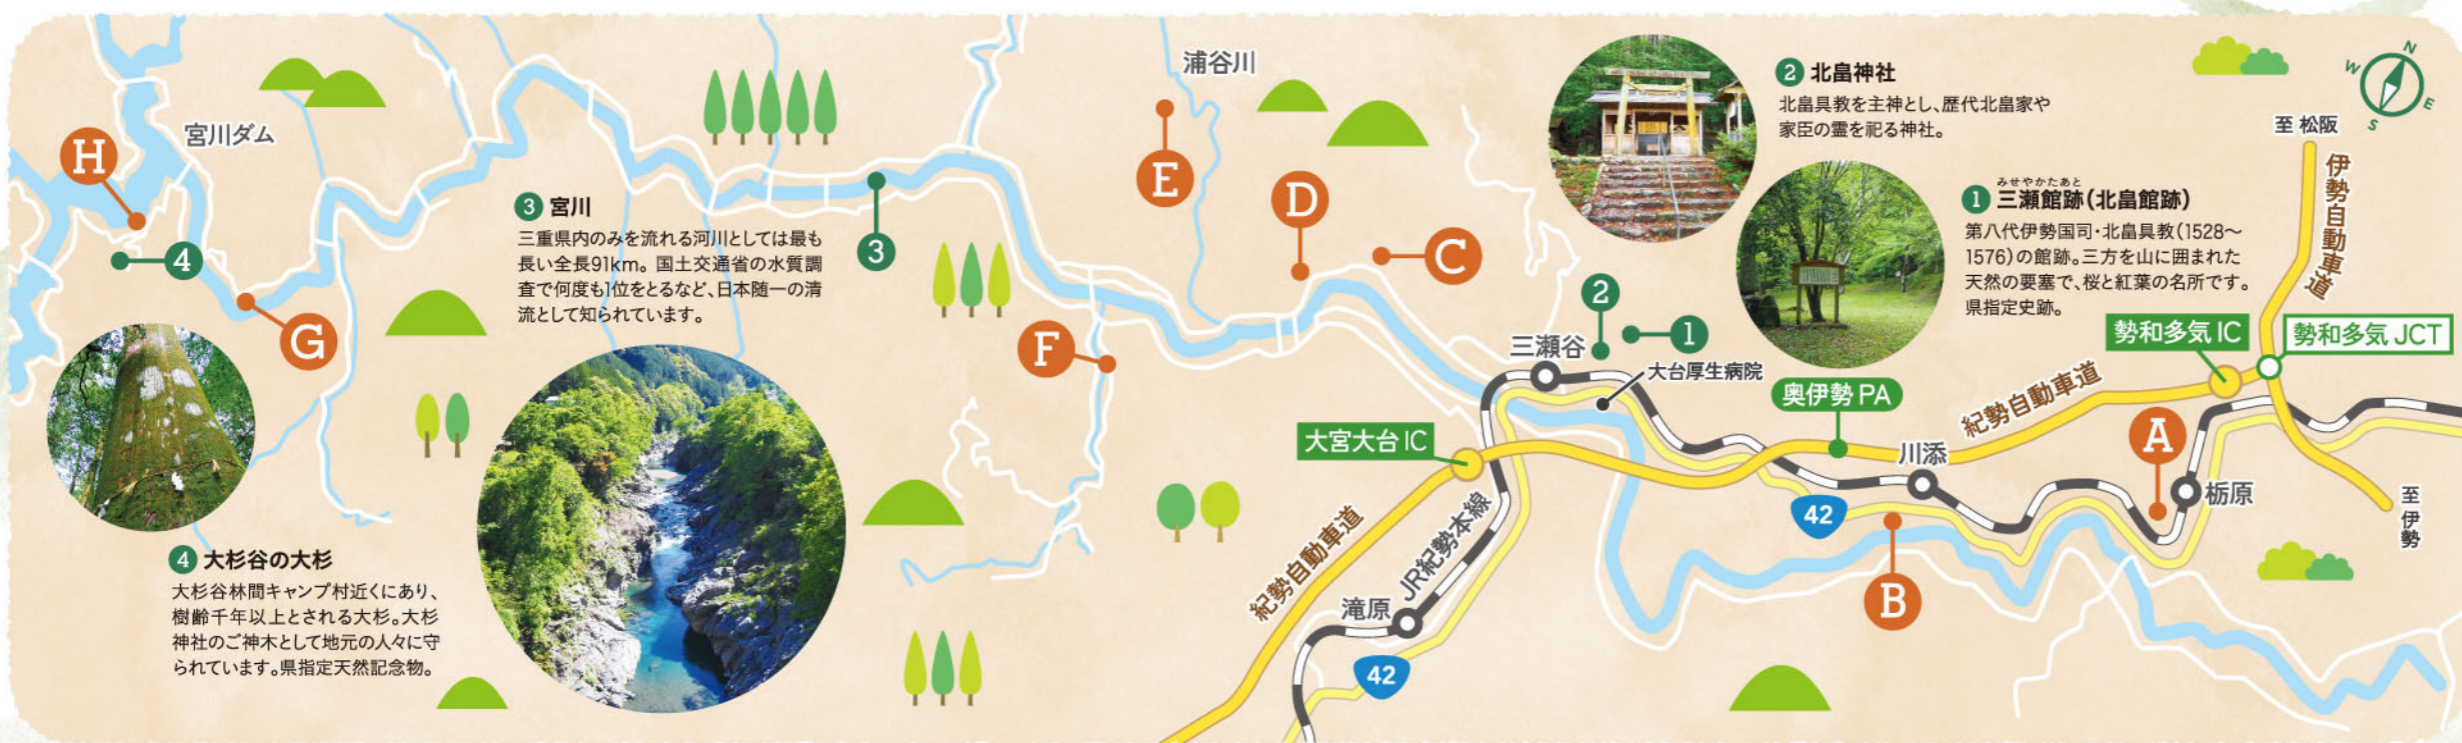 宮川ダム
H
4
G
3 宮川
三重県内のみを流れる河川としては最も
長い全長91km。国土交通省の水質調
査で何度も1位をとるなど、日本随一の清
流として知られています。
4 大杉谷の大杉
大杉谷林間キャンプ村近くにあり、
樹齢千年以上とされる大杉。大杉
神社のご神木として地元の人々に守
られています。県指定天然記念物。
3
浦谷川
E
D
C
F
2 北畠神社
北畠具教を主神とし、歴代北畠家や
家臣の霊を祀る神社。
みせやかたあと
1 三瀬館跡(北畠館跡)
第八代伊勢国司・北畠具教(1528〜
1576)の館跡。三方を山に囲まれた
天然の要塞で、桜と紅葉の名所です。
県指定史跡。
2
1
三瀬谷
大台厚生病院
奥伊勢 PA
大宮大台 IC
紀勢自動車道
JR紀勢本線
滝原
42
42
川添
紀勢自動車道
B
A
栃原
勢和多気 IC
勢和多気 JCT
伊勢自動車道
至 松阪
至 伊勢
N
W
E
S